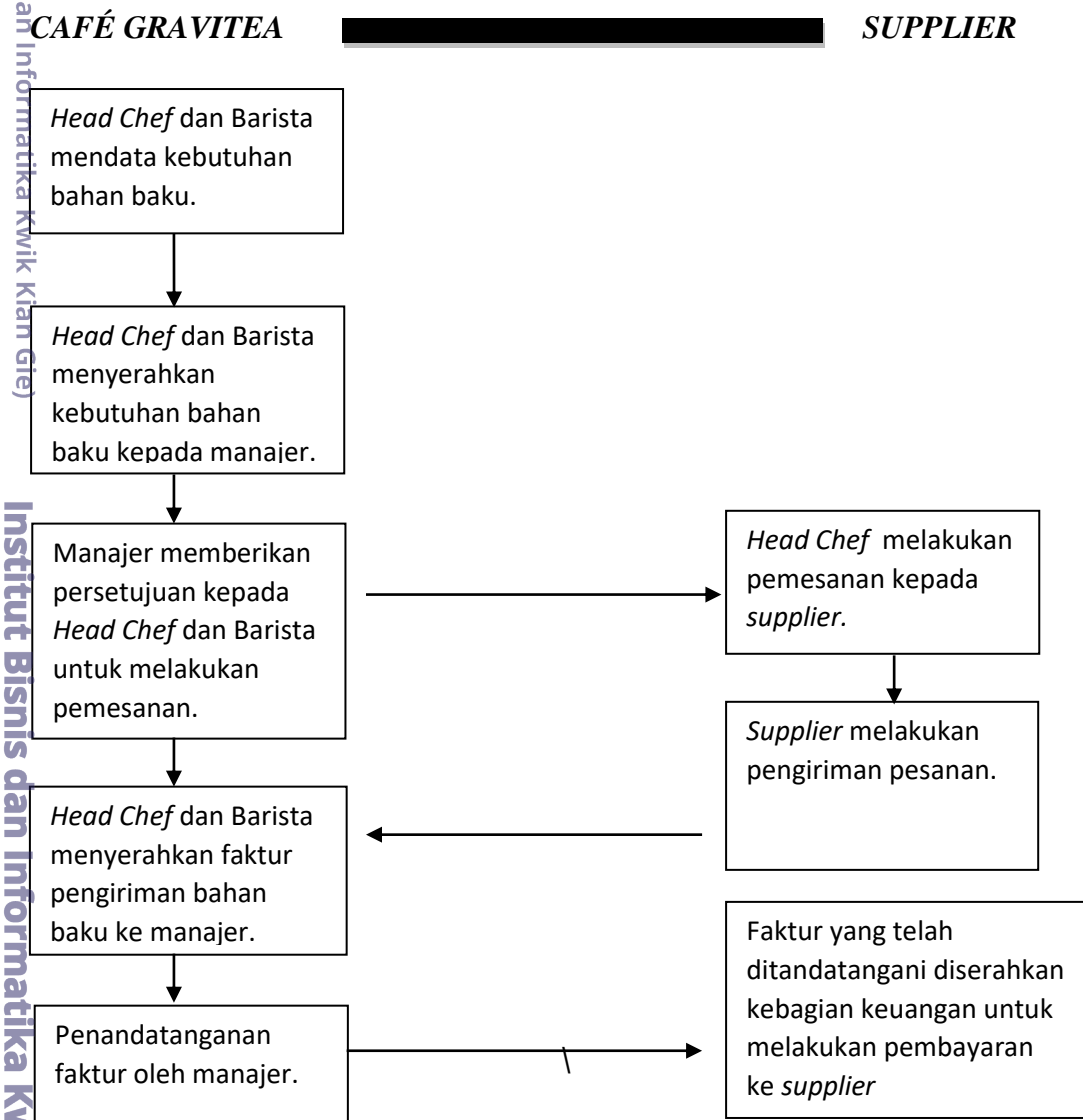 CAFÉ GRAVITEA
SUPPLIER
Head Chef dan Barista
mendata kebutuhan
bahan baku.
Head Chef dan Barista
menyerahkan
kebutuhan bahan
baku kepada manajer.
Manajer memberikan
persetujuan kepada
Head Chef dan Barista
untuk melakukan
pemesanan.
Head Chef melakukan
pemesanan kepada
supplier.
Supplier melakukan
pengiriman pesanan.
Head Chef dan Barista
menyerahkan faktur
pengiriman bahan
baku ke manajer.
Penandatanganan
faktur oleh manajer.
\
Faktur yang telah
ditandatangani diserahkan
kebagian keuangan untuk
melakukan pembayaran
ke supplier
an Informatika Kwik Kian Gie)
Institut Bisnis dan Informatika Kw